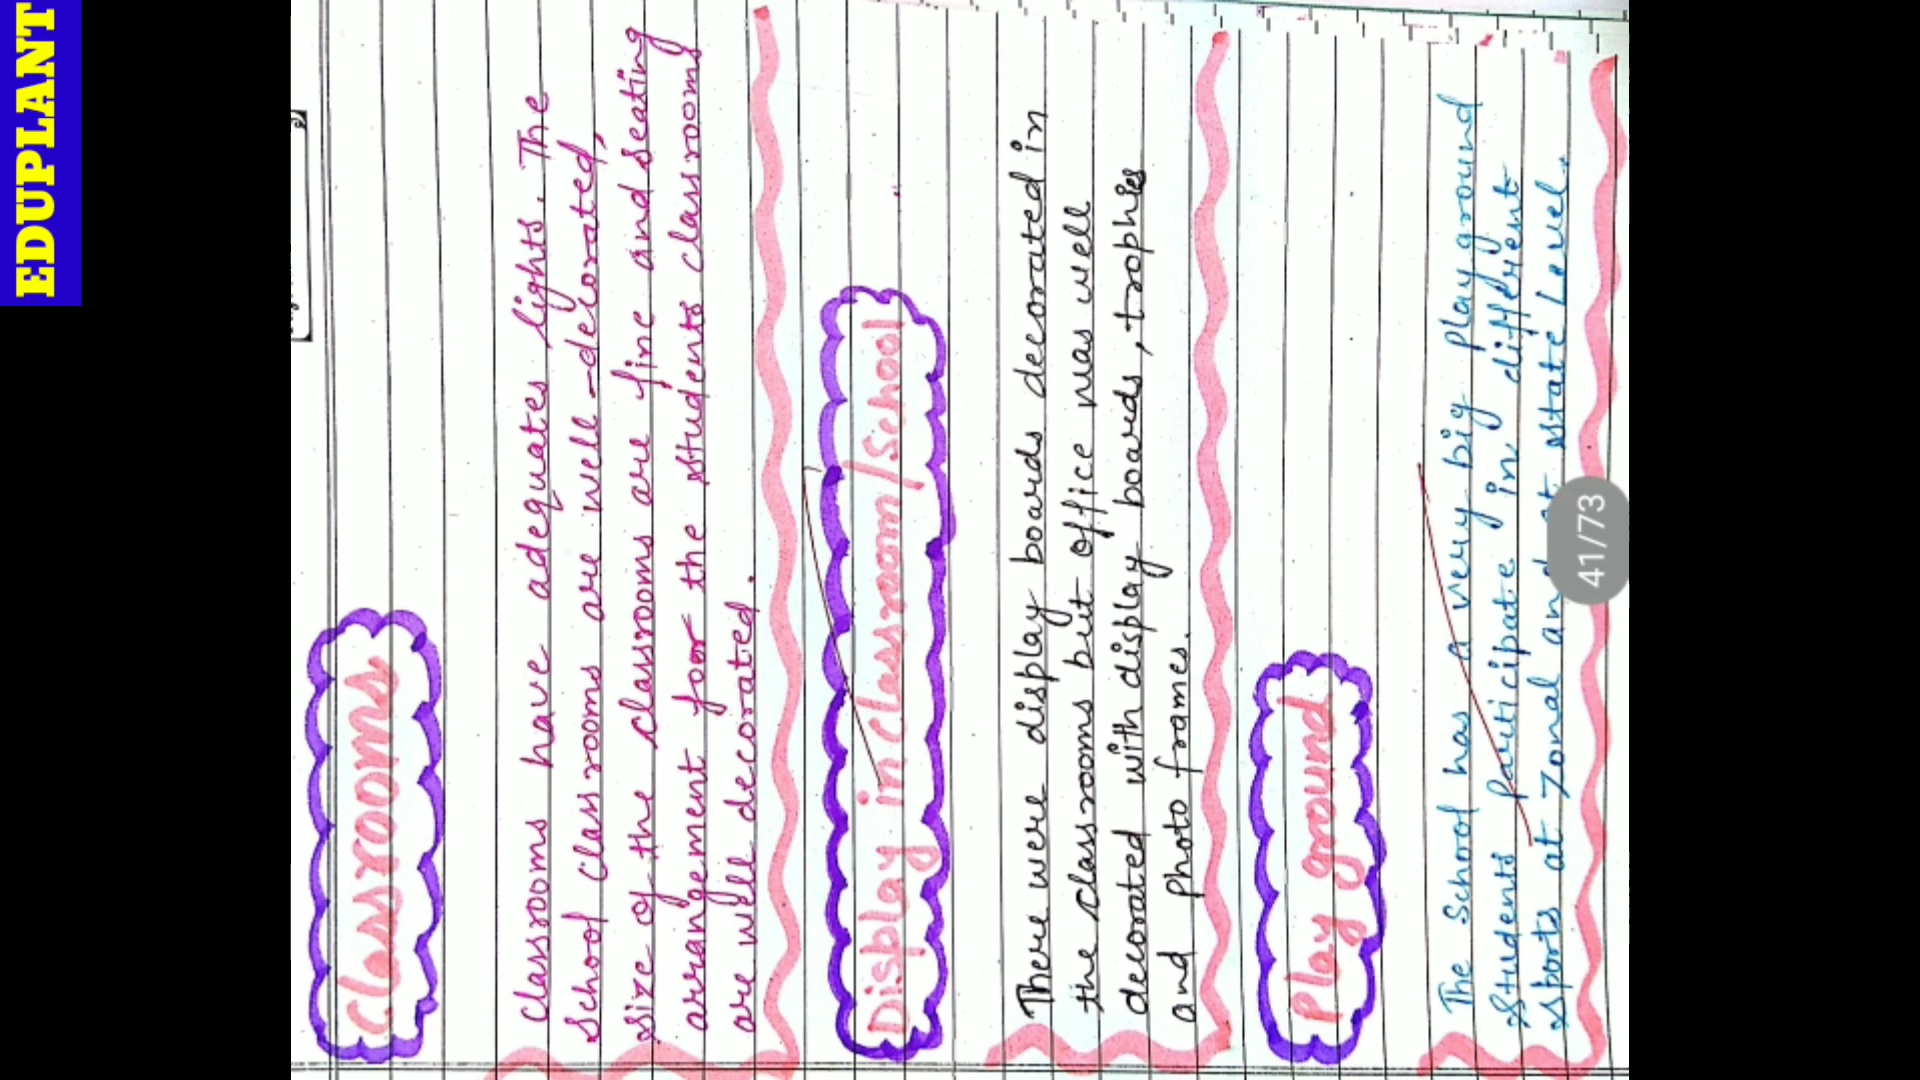 EDUPLANT
Classrooms
Classrooms have adequates lights. The
School classrooms are well-decorated,
size of the classrooms are fine and seating
arrangement foor the students classrooms
are well decorated.
Display in Classroom/School
There were display boards decorated in
the classrooms but office was well
decorated with display boards, trophies
and photo frames.
Play ground
The School has a very big playground
Students participate in different
sports at Zonal and at state level.
41/73